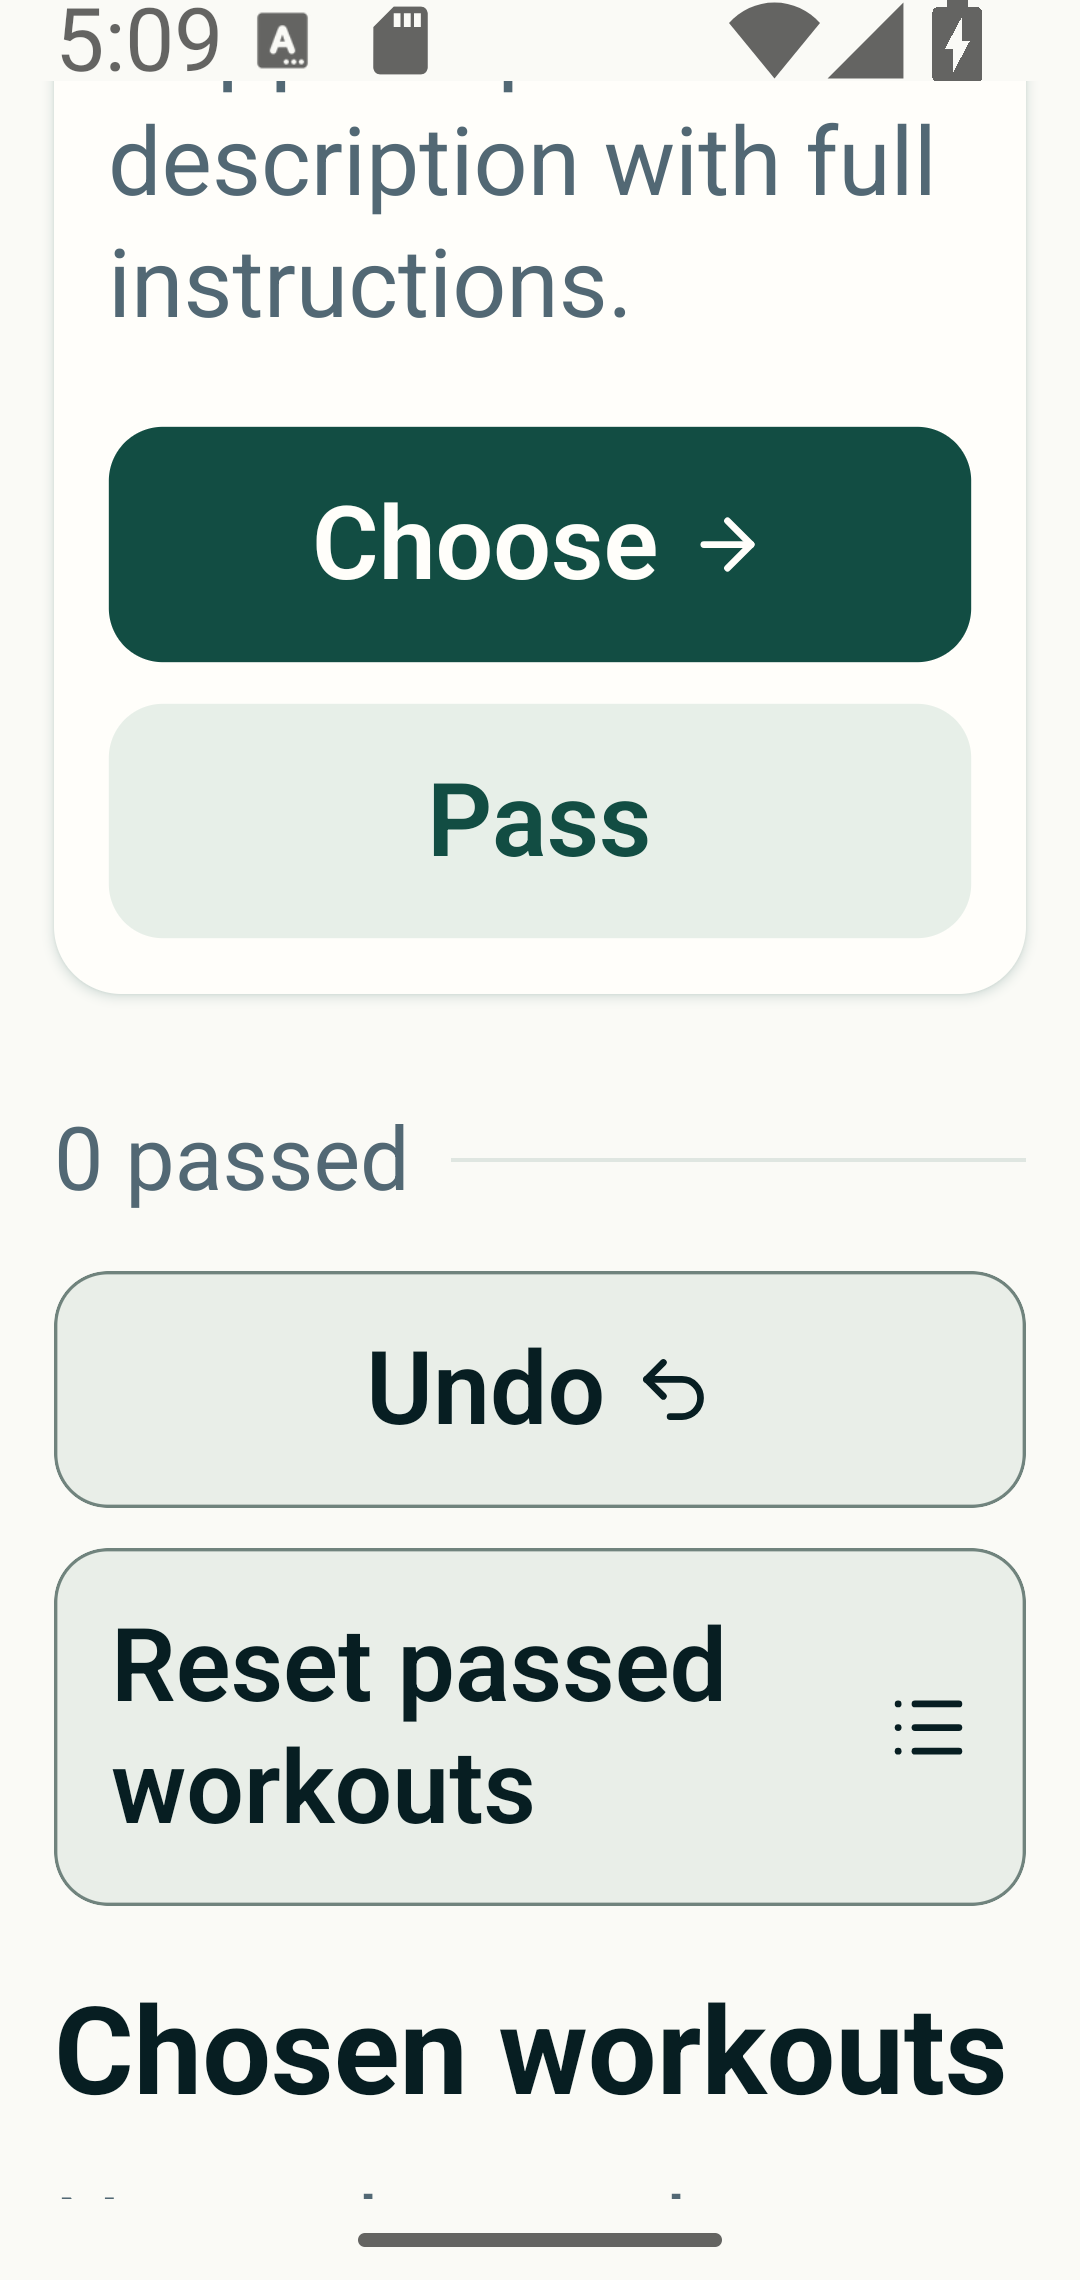 5:09
description with full
instructions.
Choose
Pass
0 passed
Undo
Reset passed
workouts
Chosen workouts